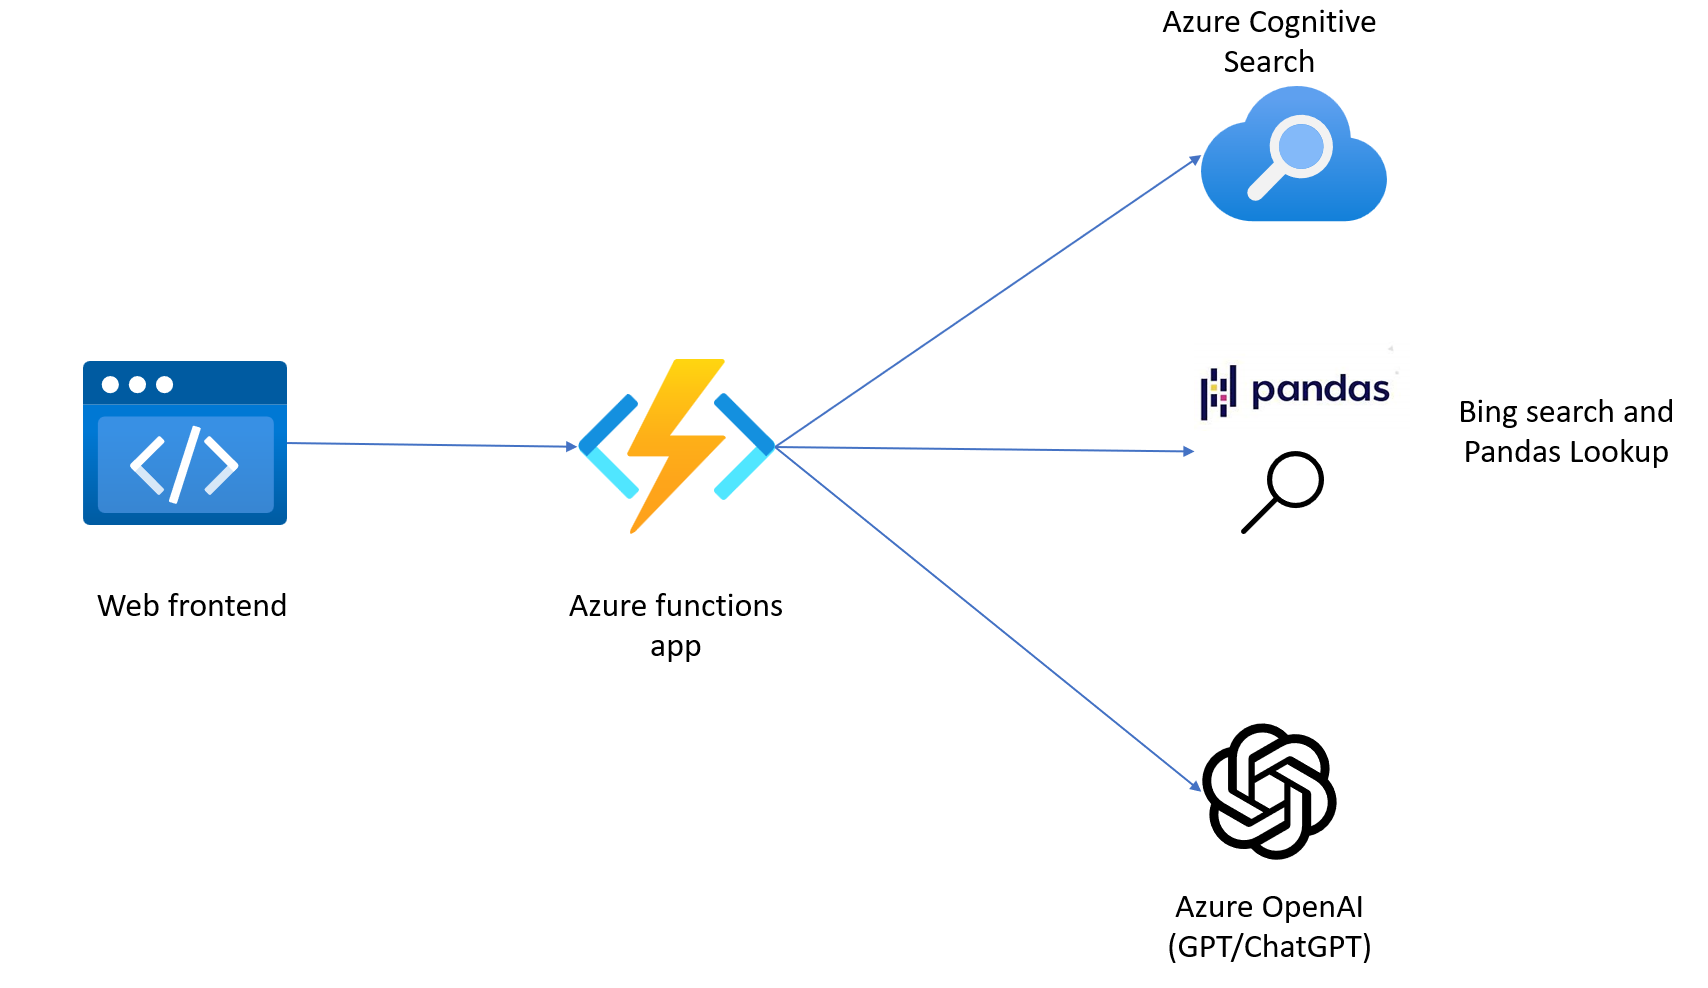 Azure Cognitive
Search
pandas
Bing search and
Pandas Lookup
Web frontend
Azure functions
app
Azure OpenAI
(GPT/ChatGPT)